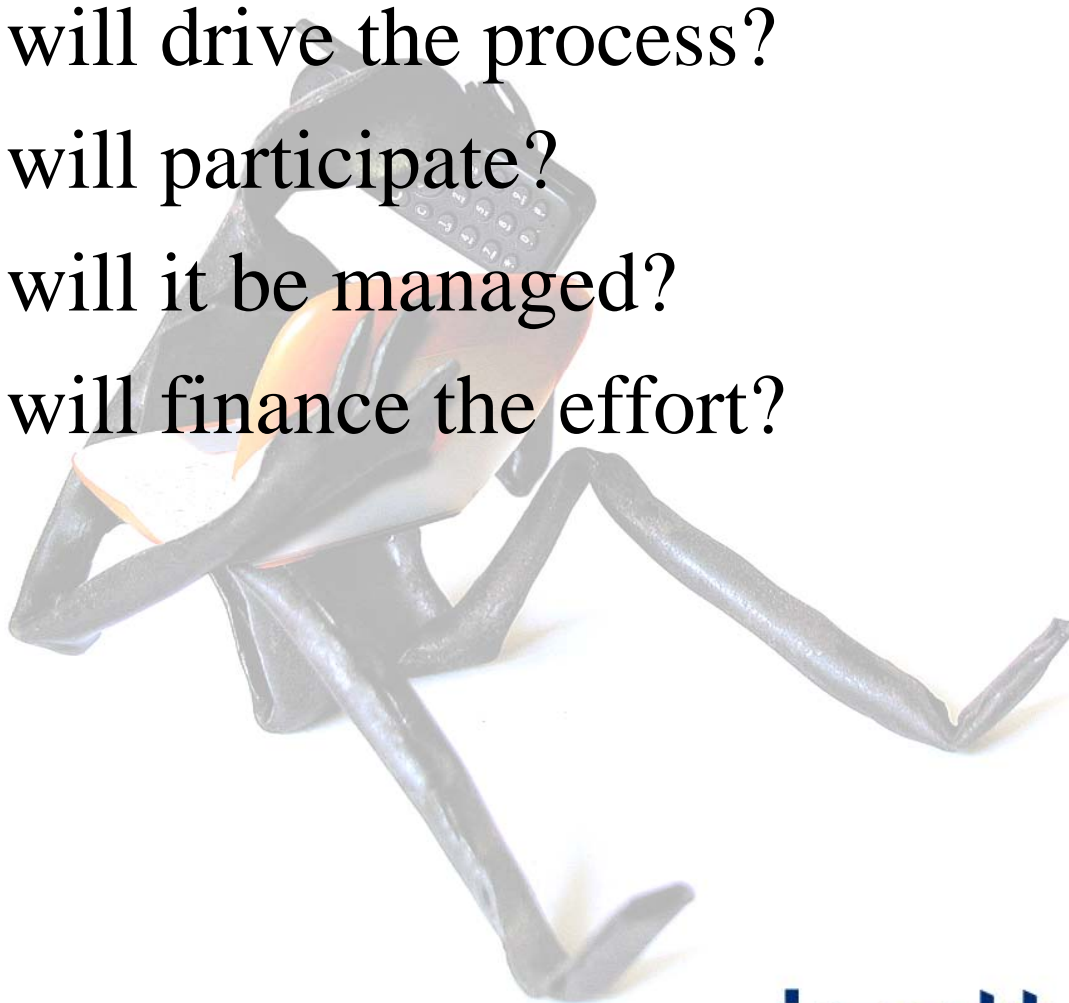 will drive the process?
will participate?
will it be managed?
will finance the effort?